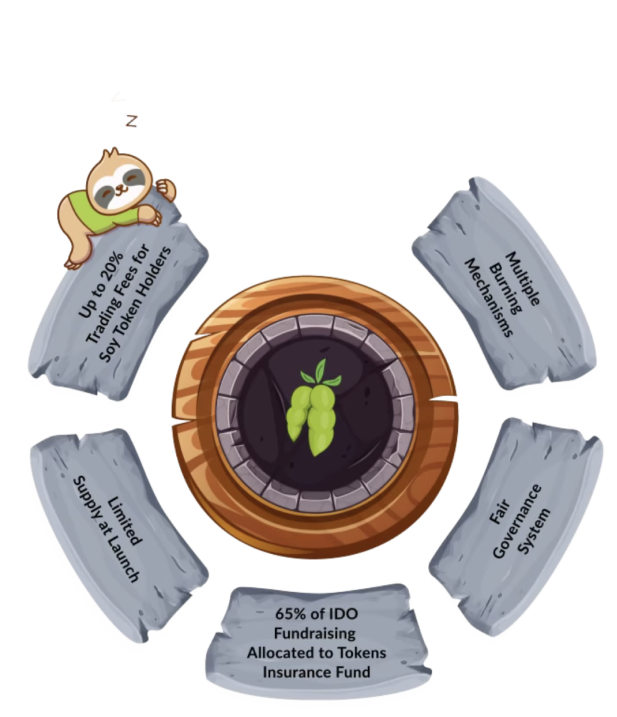 Z
Up to 20%
Trading Fees for
Soy Token Holders
Multiple
Burning
Mechanisms
Limited
Supply at Launch
Fair
Governance
System
65% of IDO
Fundraising
Allocated to Tokens
Insurance Fund